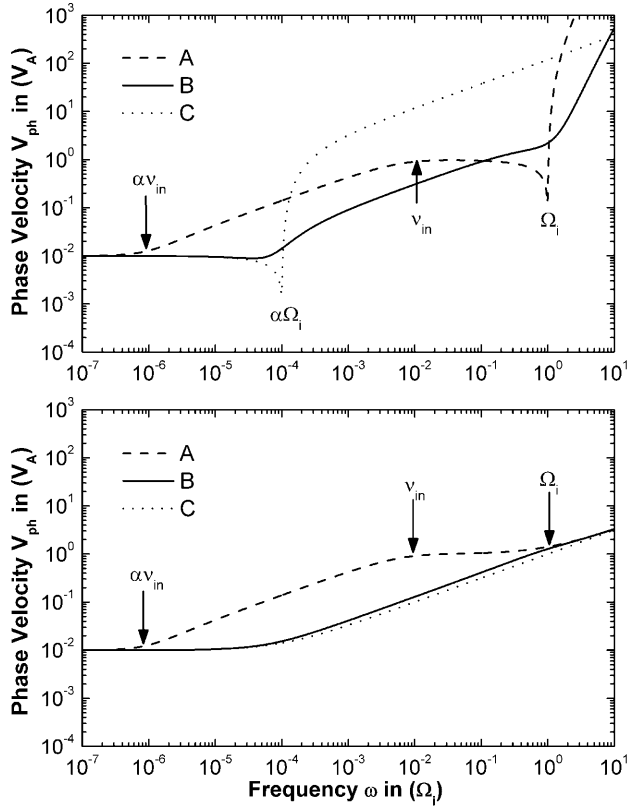 Phase Velocity V_ph in (V_A)
10^3
10^2
10^1
10^0
10^-1
10^-2
10^-3
10^-4
A
B
C
αν_in
ν_in
Ω_i
αΩ_i
10^-7 10^-6 10^-5 10^-4 10^-3 10^-2 10^-1 10^0 10^1
Phase Velocity V_ph in (V_A)
10^3
10^2
10^1
10^0
10^-1
10^-2
10^-3
10^-4
A
B
C
αν_in
ν_in
Ω_i
10^-7 10^-6 10^-5 10^-4 10^-3 10^-2 10^-1 10^0 10^1
Frequency ω in (Ω_i)